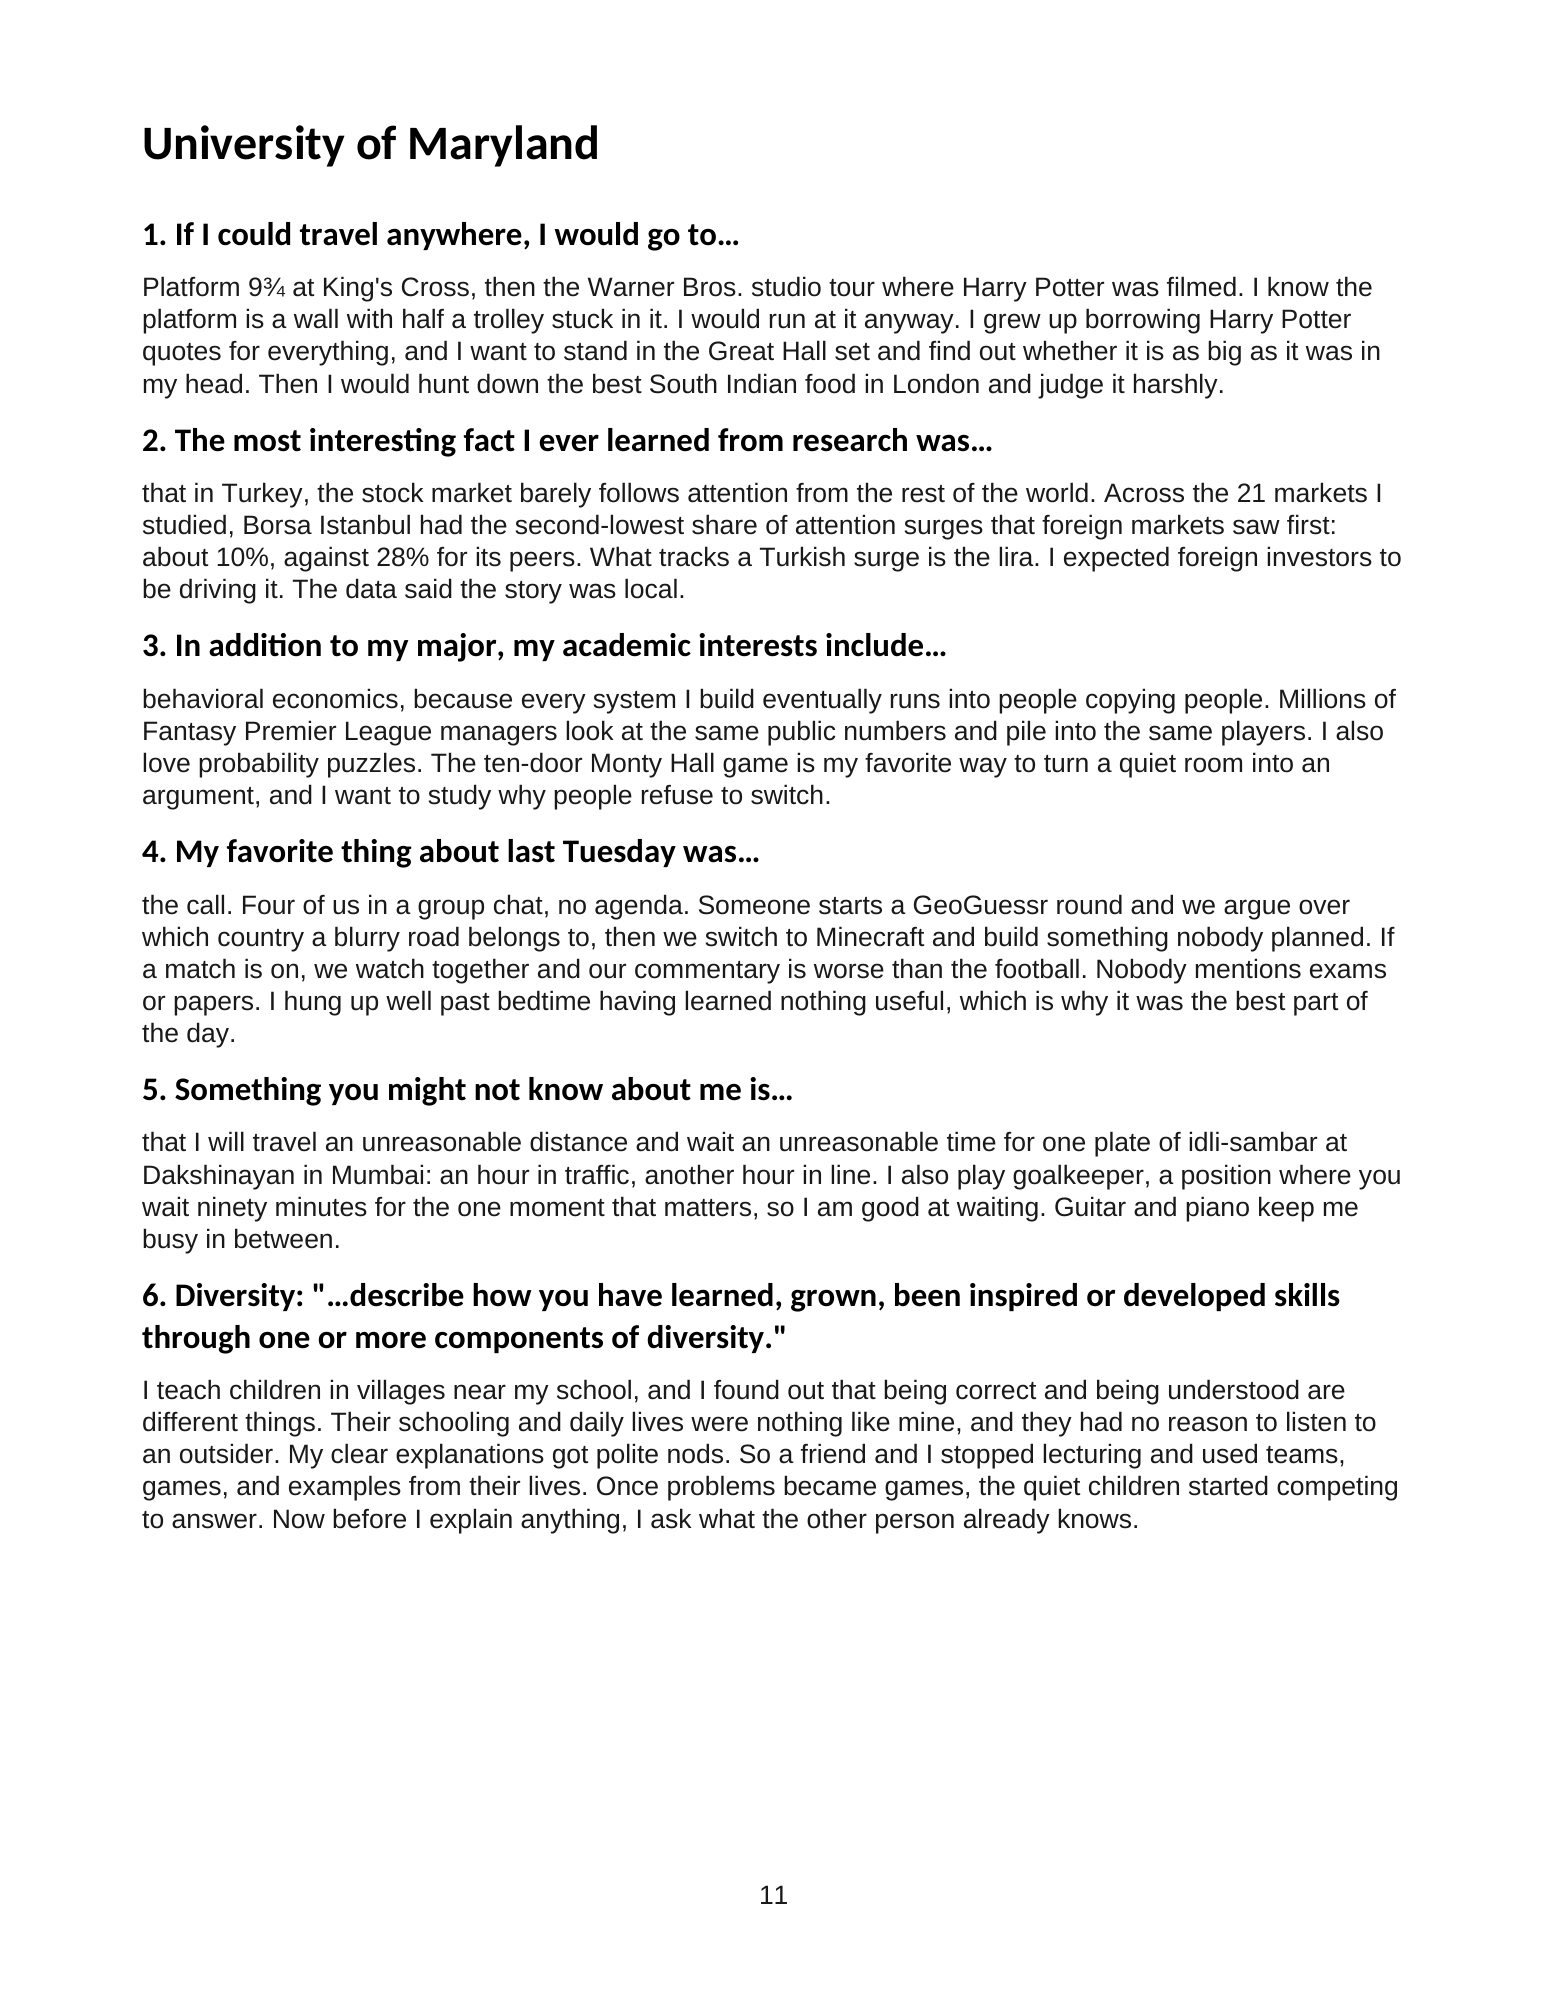 University of Maryland
1. If I could travel anywhere, I would go to…
Platform 9¾ at King's Cross, then the Warner Bros. studio tour where Harry Potter was filmed. I know the
platform is a wall with half a trolley stuck in it. I would run at it anyway. I grew up borrowing Harry Potter
quotes for everything, and I want to stand in the Great Hall set and find out whether it is as big as it was in
my head. Then I would hunt down the best South Indian food in London and judge it harshly.
2. The most interesting fact I ever learned from research was…
that in Turkey, the stock market barely follows attention from the rest of the world. Across the 21 markets I
studied, Borsa Istanbul had the second-lowest share of attention surges that foreign markets saw first:
about 10%, against 28% for its peers. What tracks a Turkish surge is the lira. I expected foreign investors to
be driving it. The data said the story was local.
3. In addition to my major, my academic interests include…
behavioral economics, because every system I build eventually runs into people copying people. Millions of
Fantasy Premier League managers look at the same public numbers and pile into the same players. I also
love probability puzzles. The ten-door Monty Hall game is my favorite way to turn a quiet room into an
argument, and I want to study why people refuse to switch.
4. My favorite thing about last Tuesday was…
the call. Four of us in a group chat, no agenda. Someone starts a GeoGuessr round and we argue over
which country a blurry road belongs to, then we switch to Minecraft and build something nobody planned. If
a match is on, we watch together and our commentary is worse than the football. Nobody mentions exams
or papers. I hung up well past bedtime having learned nothing useful, which is why it was the best part of
the day.
5. Something you might not know about me is…
that I will travel an unreasonable distance and wait an unreasonable time for one plate of idli-sambar at
Dakshinayan in Mumbai: an hour in traffic, another hour in line. I also play goalkeeper, a position where you
wait ninety minutes for the one moment that matters, so I am good at waiting. Guitar and piano keep me
busy in between.
6. Diversity: "…describe how you have learned, grown, been inspired or developed skills
through one or more components of diversity."
I teach children in villages near my school, and I found out that being correct and being understood are
different things. Their schooling and daily lives were nothing like mine, and they had no reason to listen to
an outsider. My clear explanations got polite nods. So a friend and I stopped lecturing and used teams,
games, and examples from their lives. Once problems became games, the quiet children started competing
to answer. Now before I explain anything, I ask what the other person already knows.
11